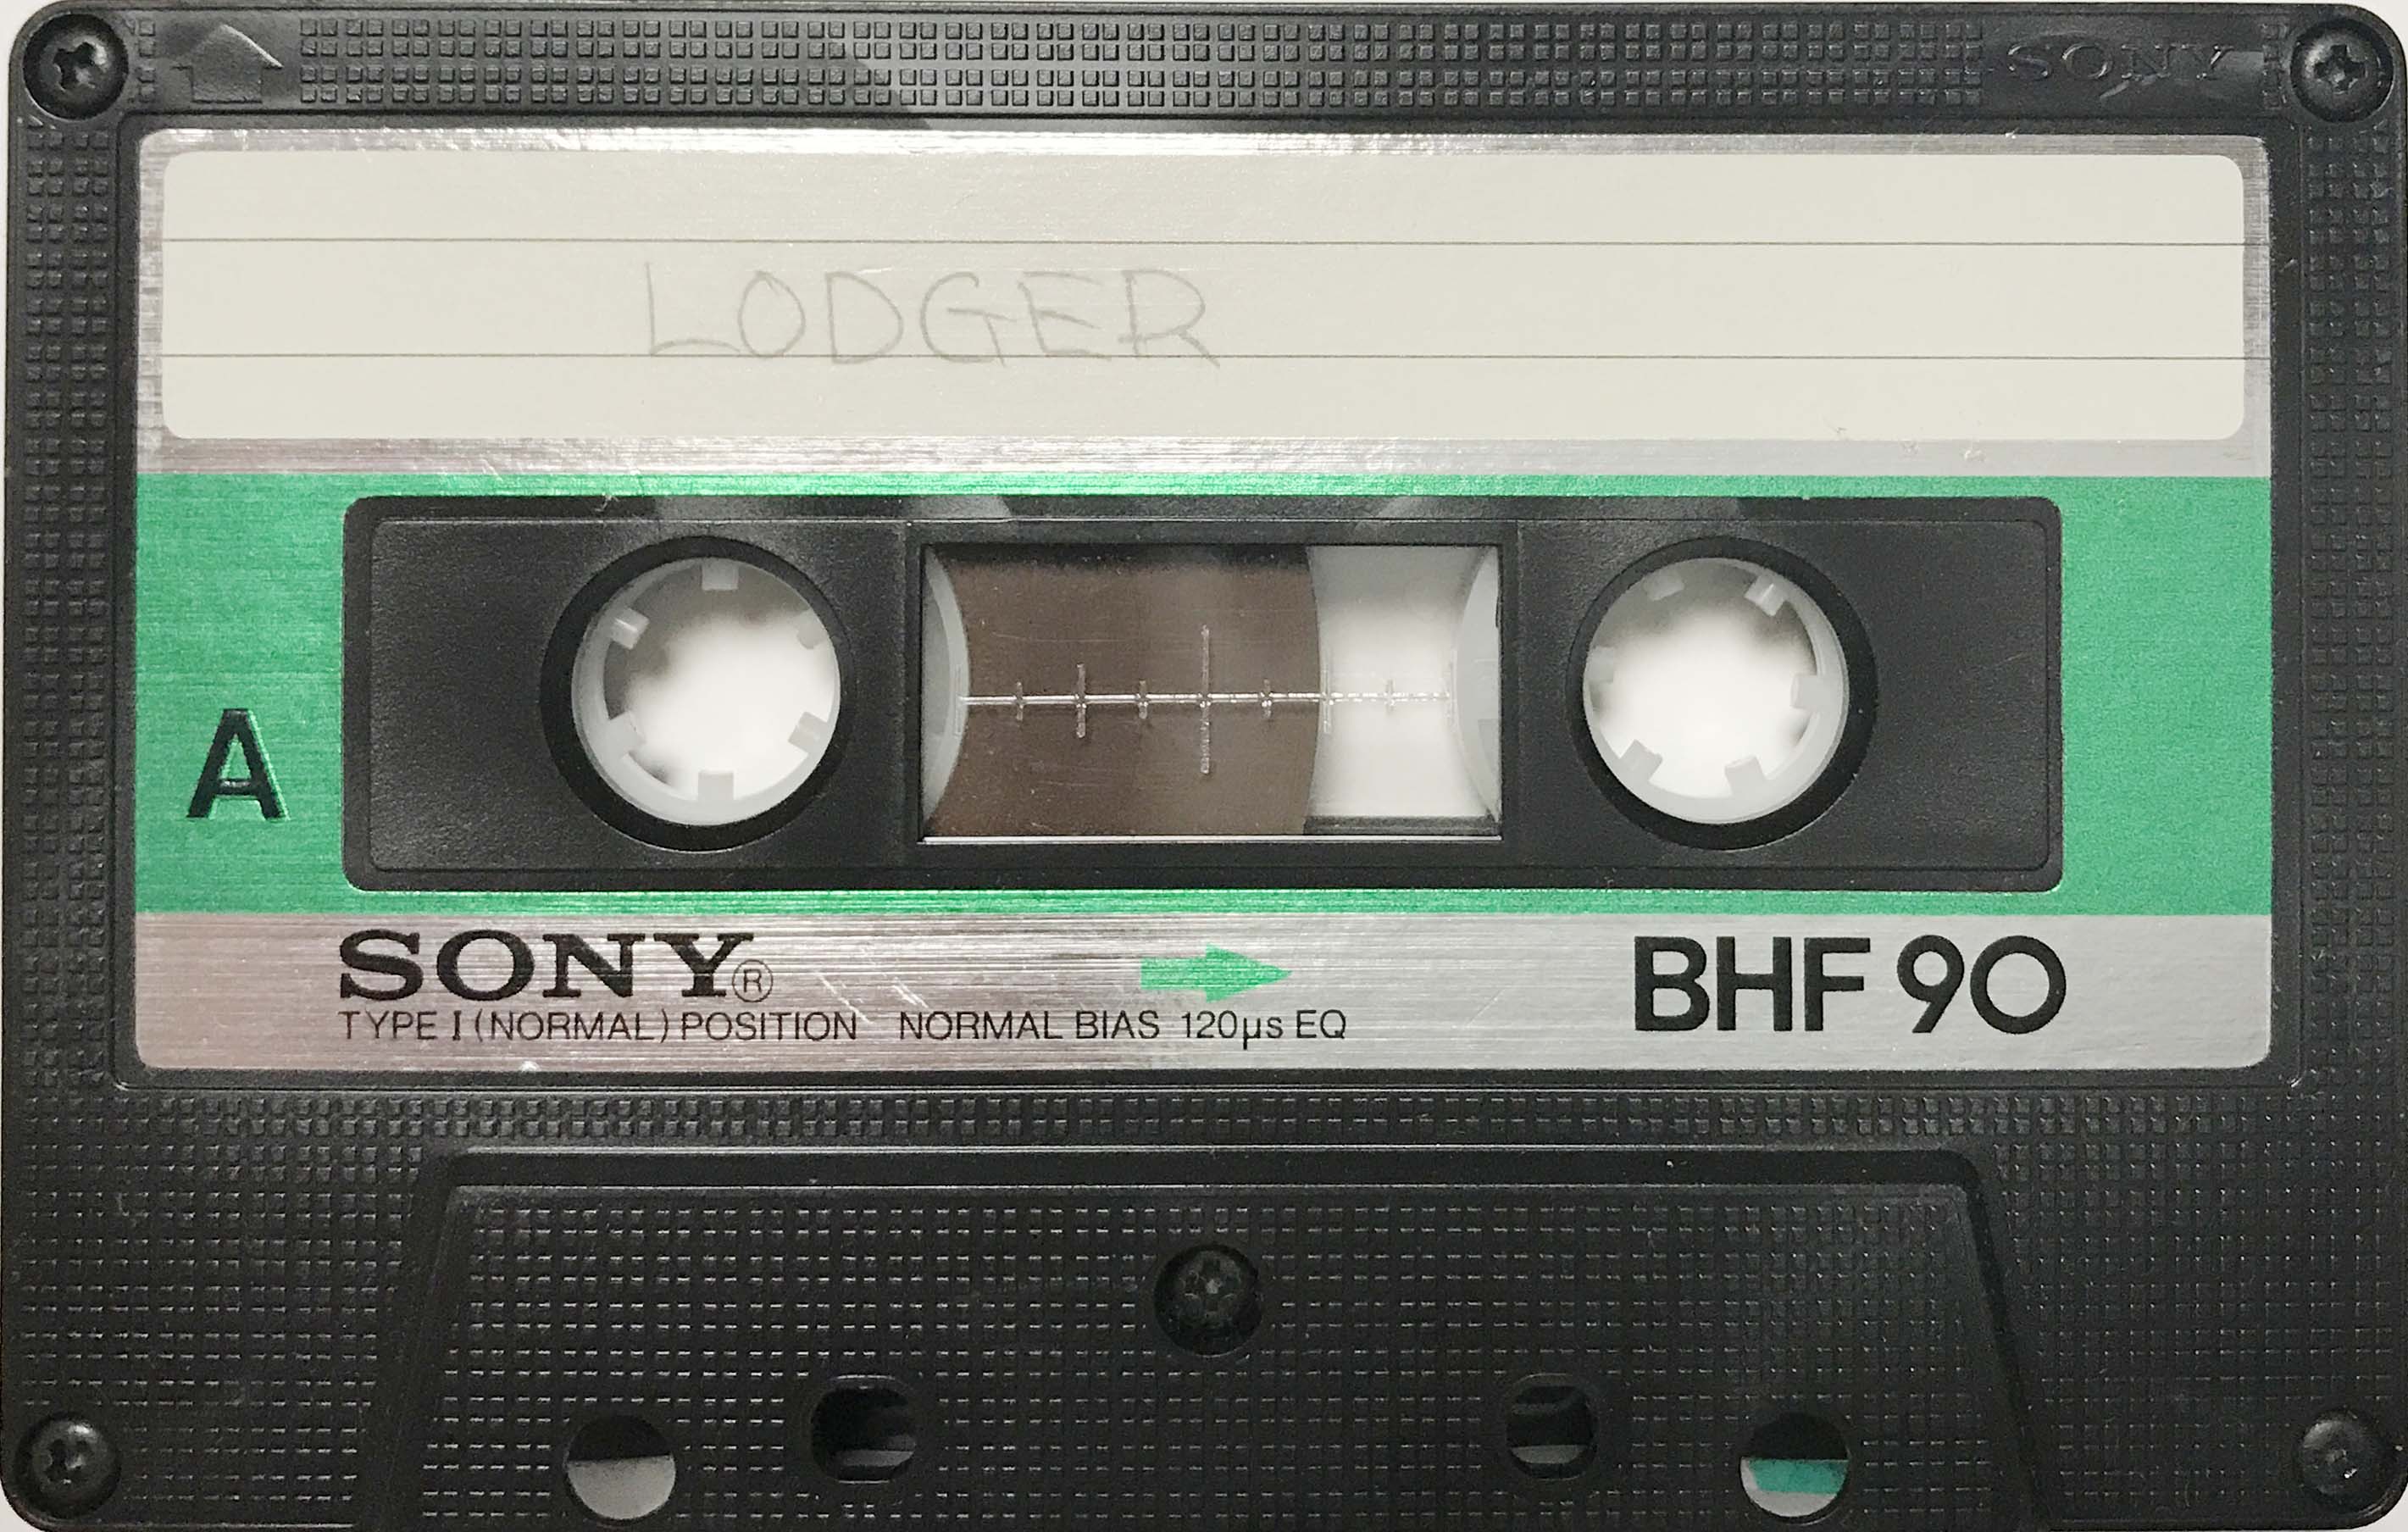 SONY
LODGER
A
SONY®
TYPE I (NORMAL) POSITION NORMAL BIAS 120µs EQ
BHF 90